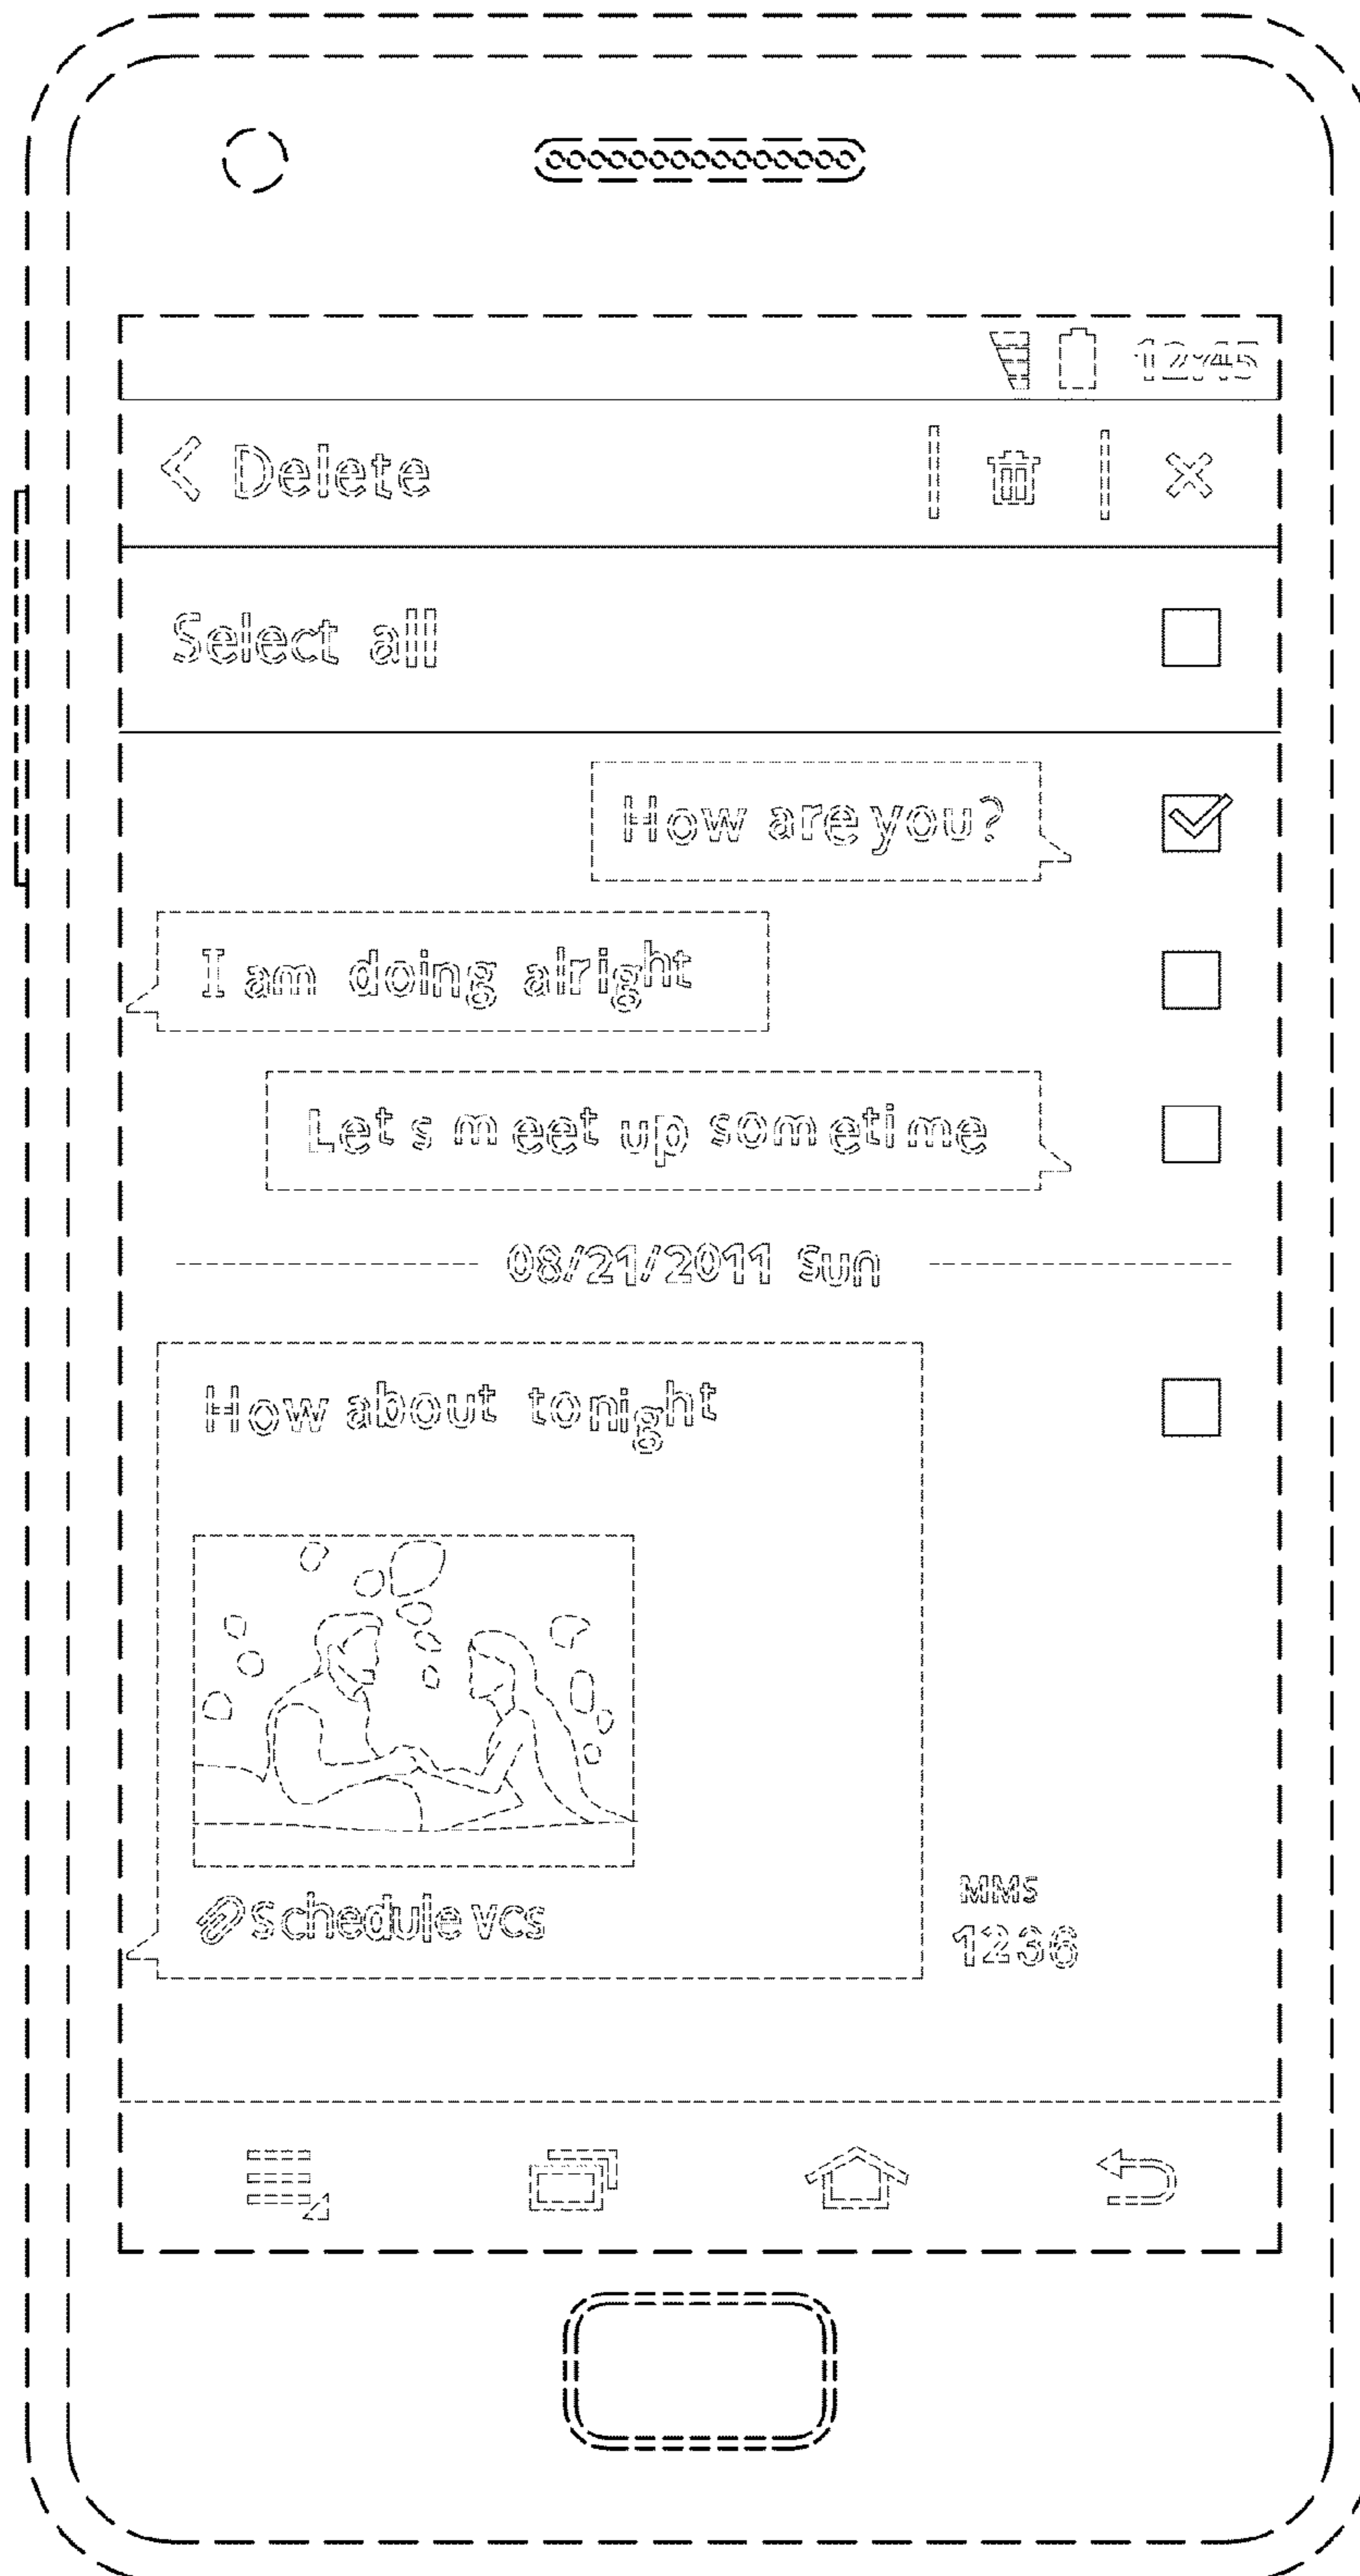 12:45
Delete
Select all
How are you?
I am doing alright
Let s meet up sometime
08/21/2011 Sun
How about tonight
schedule vcs
MMS
1236